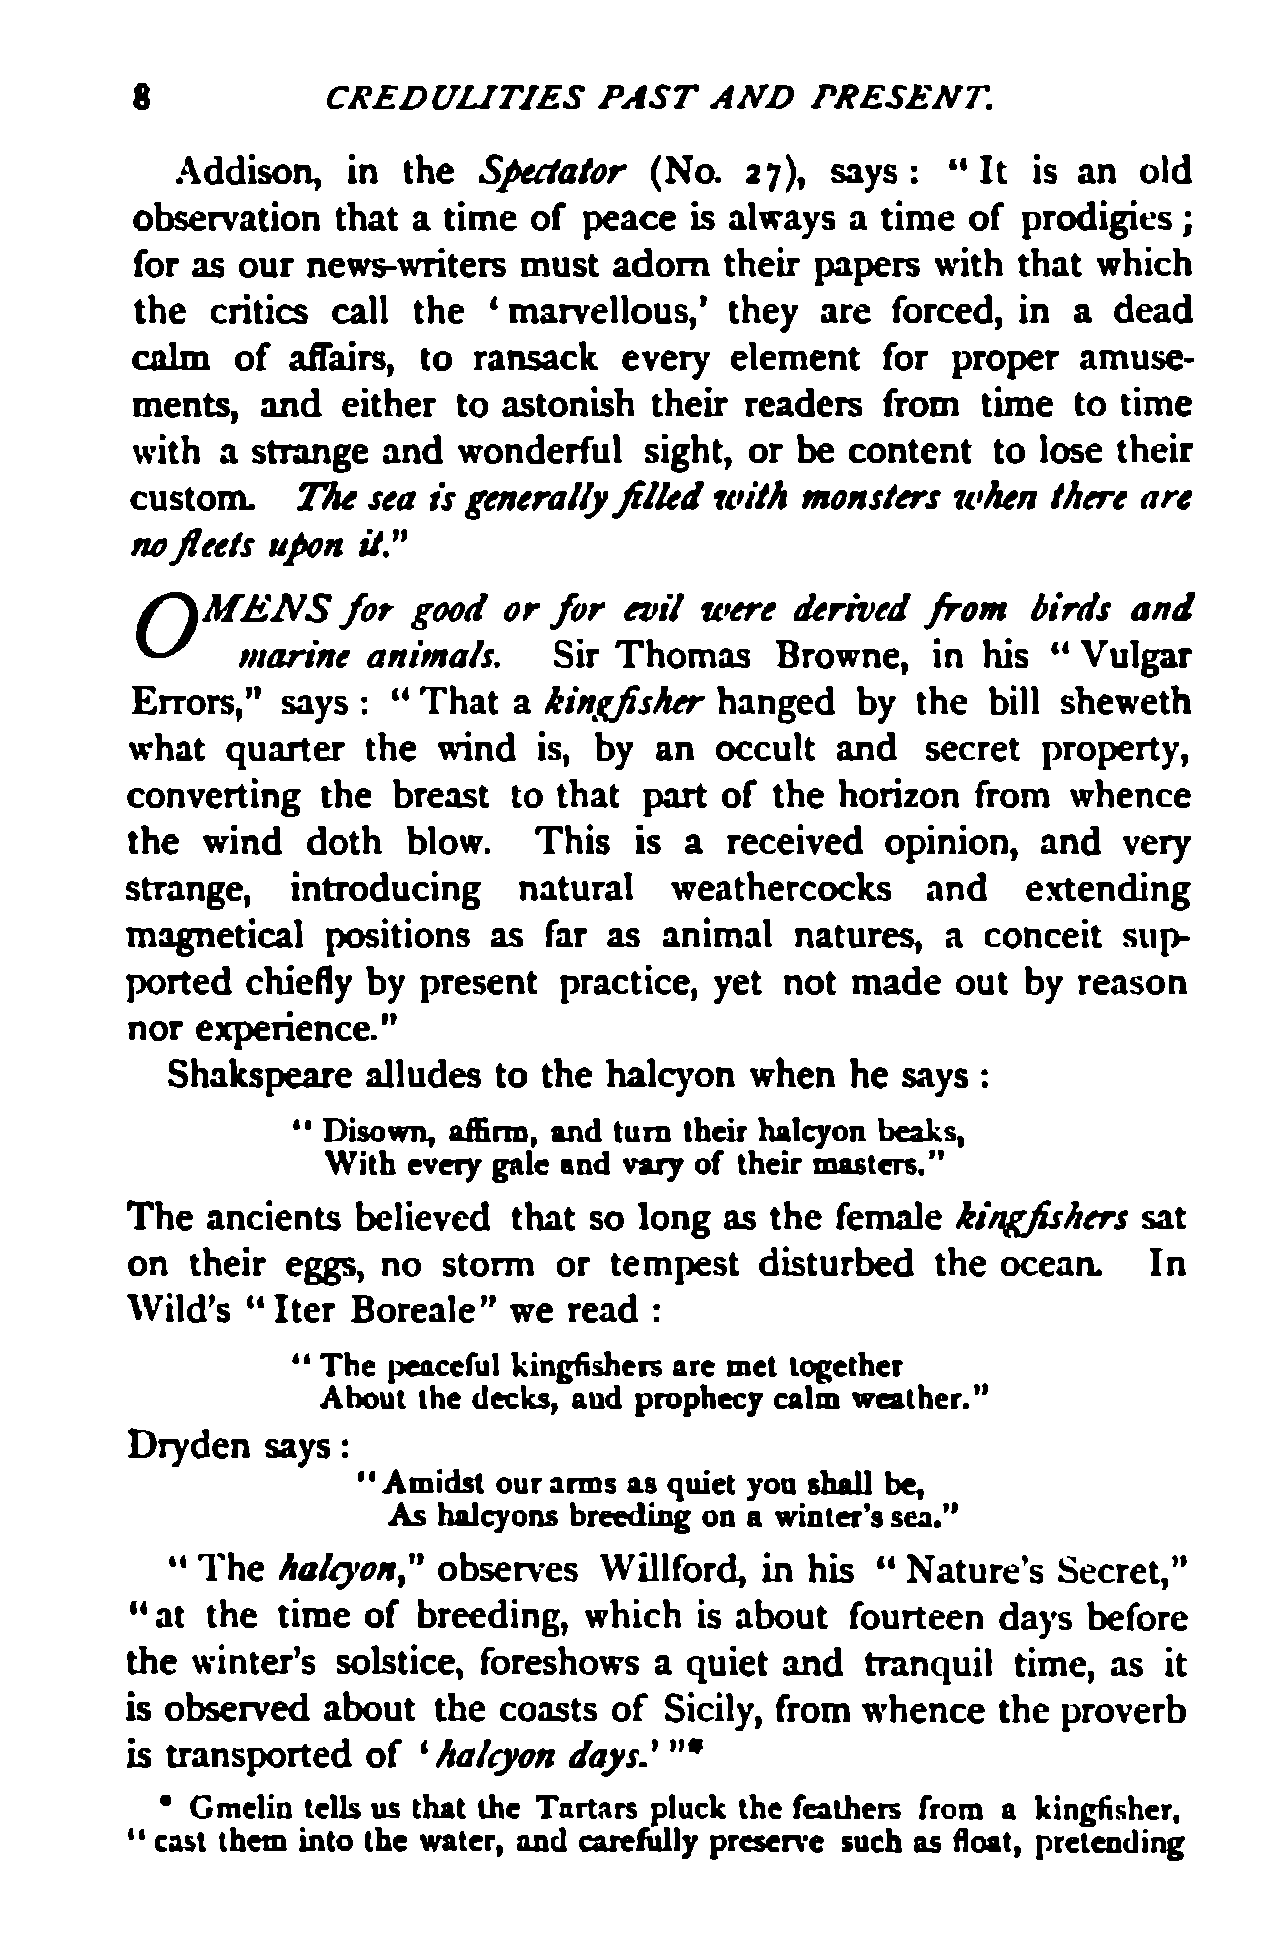 8 CREDULITIES PAST AND PRESENT.
Addison, in the Spectator (No. 27), says : “ It is an old
observation that a time of peace is always a time of prodigies ;
for as our news-writers must adorn their papers with that which
the critics call the ‘ marvellous,’ they are forced, in a dead
calm of affairs, to ransack every element for proper amuse-
ments, and either to astonish their readers from time to time
with a strange and wonderful sight, or be content to lose their
custom. The sea is generally filled with monsters when there are
no fleets upon it.”
OMENS for good or for evil were derived from birds and
marine animals. Sir Thomas Browne, in his “ Vulgar
Errors,” says : “ That a kingfisher hanged by the bill sheweth
what quarter the wind is, by an occult and secret property,
converting the breast to that part of the horizon from whence
the wind doth blow. This is a received opinion, and very
strange, introducing natural weathercocks and extending
magnetical positions as far as animal natures, a conceit sup-
ported chiefly by present practice, yet not made out by reason
nor experience.”
Shakspeare alludes to the halcyon when he says :
“ Disown, affirm, and turn their halcyon beaks,
With every gale and vary of their masters.”
The ancients believed that so long as the female kingfishers sat
on their eggs, no storm or tempest disturbed the ocean. In
Wild’s “ Iter Boreale” we read :
“ The peaceful kingfishers are met together
About the decks, aud prophecy calm weather.”
Dryden says :
“ Amidst our arms as quiet you shall be,
As halcyons breeding on a winter’s sea.”
“ The halcyon,” observes Willford, in his “ Nature’s Secret,”
“ at the time of breeding, which is about fourteen days before
the winter’s solstice, foreshows a quiet and tranquil time, as it
is observed about the coasts of Sicily, from whence the proverb
is transported of ‘ halcyon days.’ ”*
* Gmelin tells us that the Tartars pluck the feathers from a kingfisher,
“ cast them into the water, and carefully preserve such as float, pretending